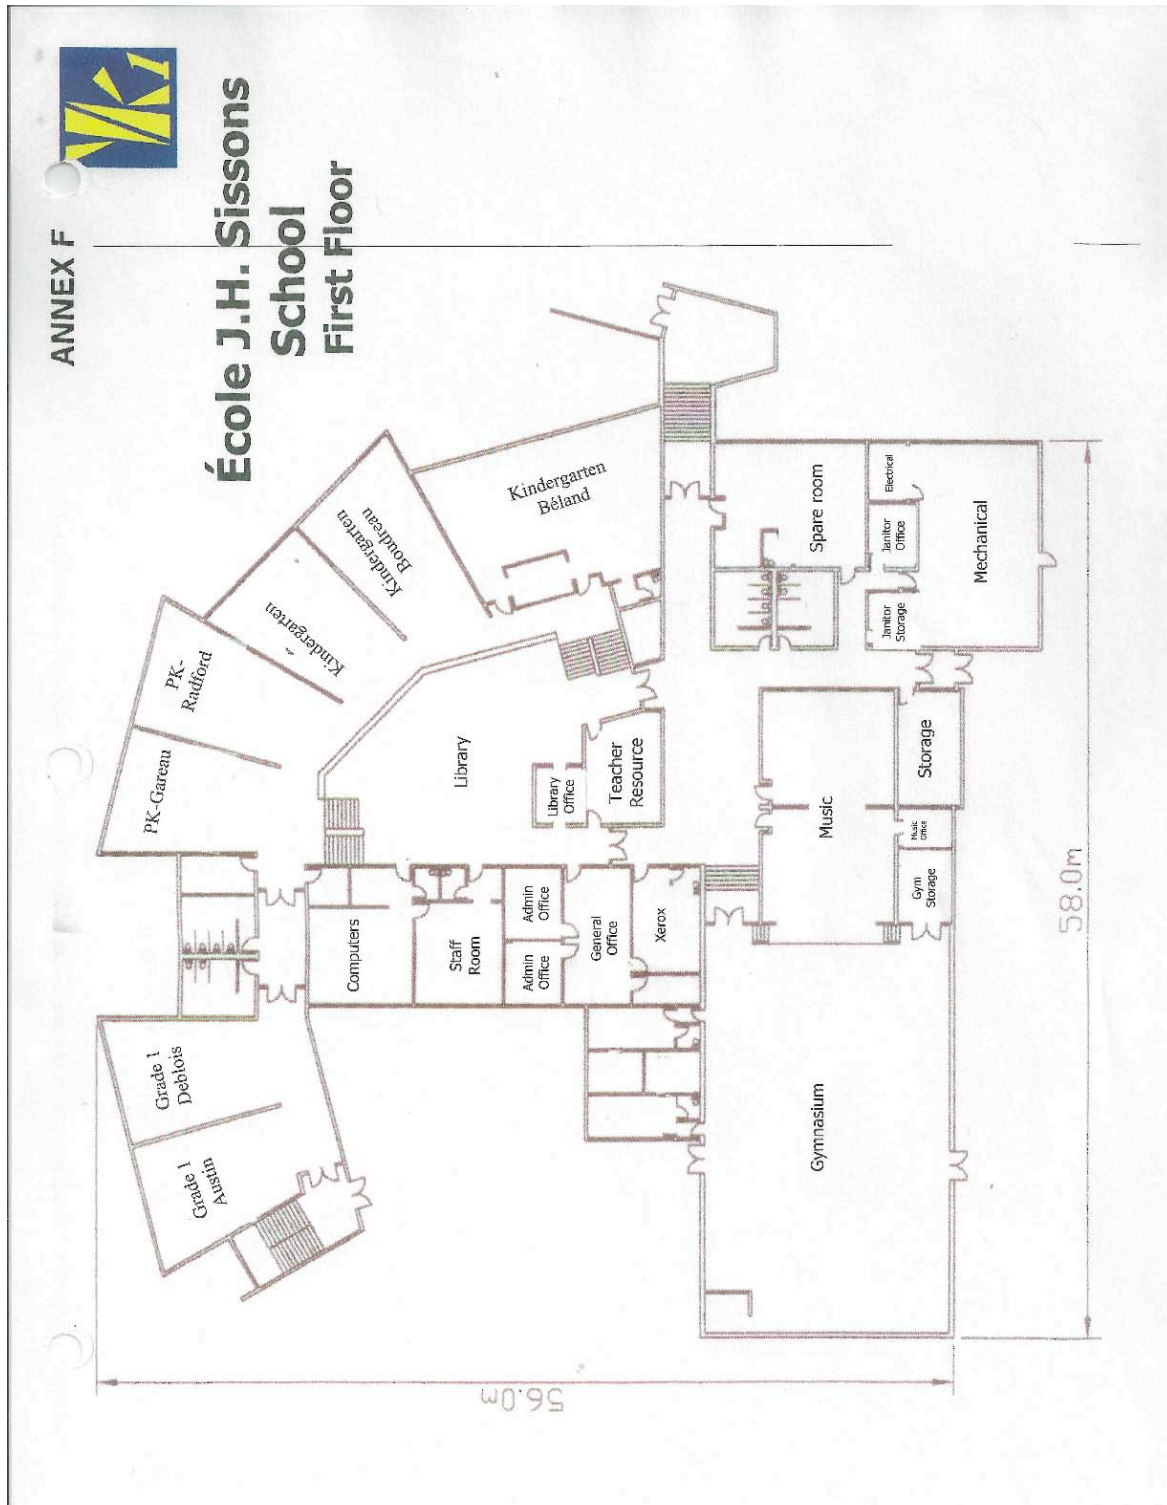 ANNEX F
YK1
École J.H. Sissons
School
First Floor
Grade 1
Austin
Grade 1
Deblois
PK-Gareau
PK-
Radford
Kindergarten
Kindergarten
Boudreau
Kindergarten
Béland
Computers
Staff
Room
Admin
Office
Admin
Office
General
Office
Xerox
Library
Library
Office
Teacher
Resource
Gymnasium
Music
Gym
Storage
Music
Office
Storage
Spare room
Janitor
Storage
Janitor
Office
Electrical
Mechanical
56.0m
58.0m